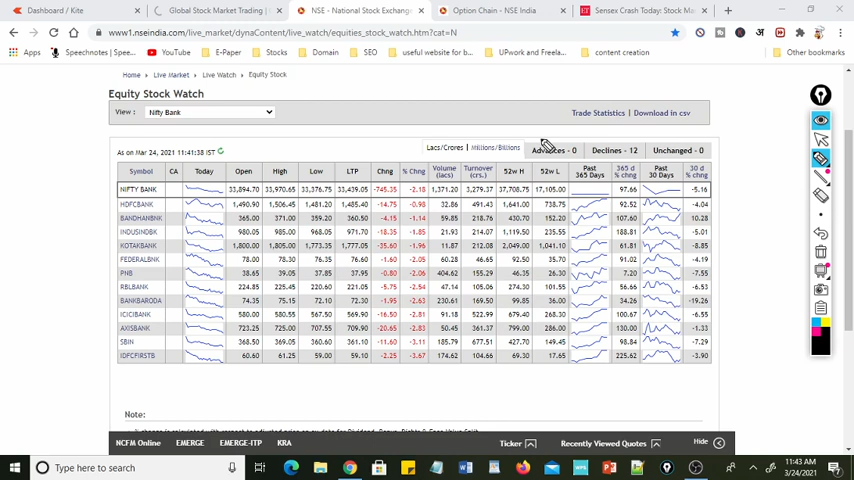 Dashboard / Kite
Global Stock Market Trading |
NSE - National Stock Exchange
Option Chain - NSE India
Sensex Crash Today: Stock Ma
www1.nseindia.com/live_market/dynaContent/live_watch/equities_stock_watch.htm?cat=N
Apps Speechnotes | Spee... YouTube E-Paper Stocks Domain SEO useful website for b... UPwork and Freela... content creation Other bookmarks
Home Live Market Live Watch Equity Stock
Equity Stock Watch
View : Nifty Bank Trade Statistics | Download in csv
As on Mar 24, 2021 11:41:38 IST Lacs/Crores | Millions/Billions Advances - 0 Declines - 12 Unchanged - 0
Symbol CA Today Open High Low LTP Chng % Chng Volume (lacs) Turnover (crs.) 52w H 52w L Past 365 Days 365 d % chng Past 30 Days 30 d % chng
NIFTY BANK 33,894.70 33,970.65 33,376.75 33,439.05 -745.35 -2.18 1,371.20 3,279.37 37,708.75 17,105.00 97.66 -5.16
HDFCBANK 1,490.90 1,506.45 1,481.20 1,485.40 -14.75 -0.98 32.86 491.43 1,641.00 738.75 92.52 -4.04
BANDHANBNK 365.00 371.00 359.20 360.50 -4.15 -1.14 59.85 218.76 430.70 152.20 107.60 10.28
INDUSINDBK 980.05 985.00 968.05 971.00 -18.35 -1.85 21.93 214.07 1,119.50 235.55 188.81 -5.01
KOTAKBANK 1,800.00 1,805.00 1,773.35 1,777.05 -35.60 -1.96 11.87 212.08 2,049.00 1,041.10 61.81 -8.85
FEDERALBNK 78.00 78.30 76.35 76.60 -1.60 -2.05 60.28 46.65 92.50 35.70 91.02 -4.19
PNB 38.65 39.05 37.85 37.95 -0.80 -2.06 404.62 155.29 46.35 26.30 7.20 -7.55
RBLBANK 224.85 225.45 220.60 221.05 -5.75 -2.54 47.14 105.06 274.30 101.55 56.63 -6.65
BANKBARODA 74.35 75.15 72.10 72.30 -1.95 -2.63 230.61 169.50 99.85 36.00 34.26 -19.26
ICICIBANK 580.00 580.55 567.50 569.90 -16.50 -2.81 91.18 522.99 679.40 268.30 100.67 -6.55
AXISBANK 723.25 725.00 707.55 709.90 -20.65 -2.83 50.45 361.37 799.00 286.00 130.00 -1.33
SBIN 368.50 369.05 360.60 361.10 -11.60 -3.11 185.79 677.51 427.70 149.45 98.84 -7.29
IDFCFIRSTB 60.60 61.25 59.00 59.10 -2.25 -3.67 174.62 104.66 69.30 17.65 225.62 -3.90
Note:
NCFM Online EMERGE EMERGE-ITP KRA Ticker Recently Viewed Quotes Hide
Type here to search
11:43 AM
3/24/2021